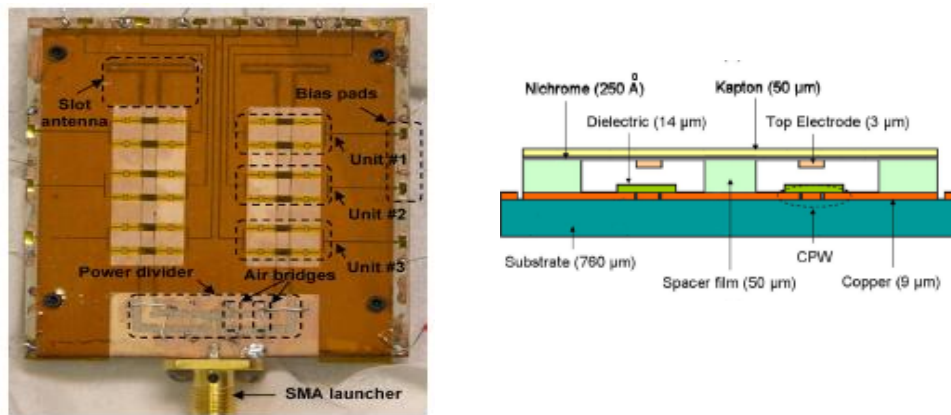 Slot
antenna
Bias pads
Unit #1
Unit #2
Unit #3
Power divider
Air bridges
SMA launcher
Nichrome (250 Å)
Kapton (50 µm)
Dielectric (14 µm)
Top Electrode (3 µm)
Substrate (760 µm)
CPW
Spacer film (50 µm)
Copper (9 µm)